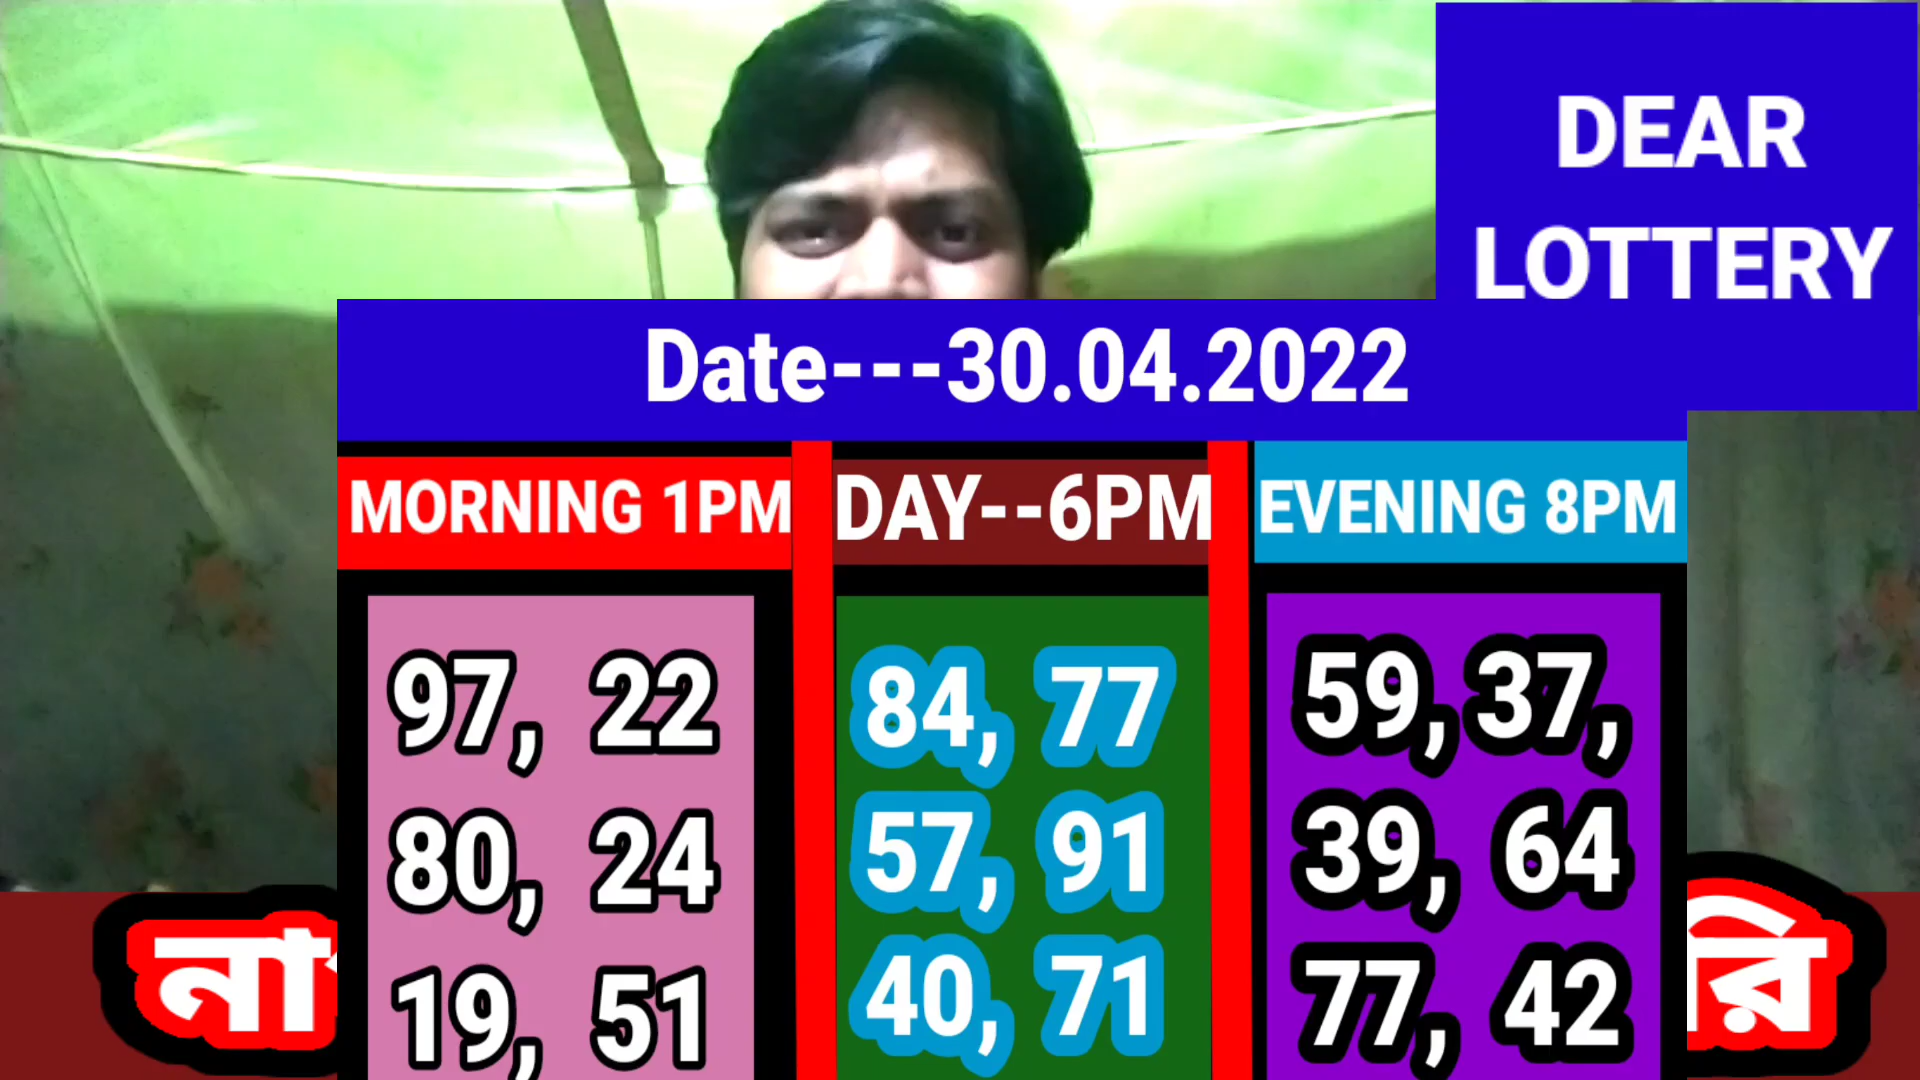 DEAR
LOTTERY
Date---30.04.2022
MORNING 1PM
DAY--6PM
EVENING 8PM
97, 22
84, 77
59, 37,
80, 24
57, 91
39, 64
19, 51
40, 71
77, 42